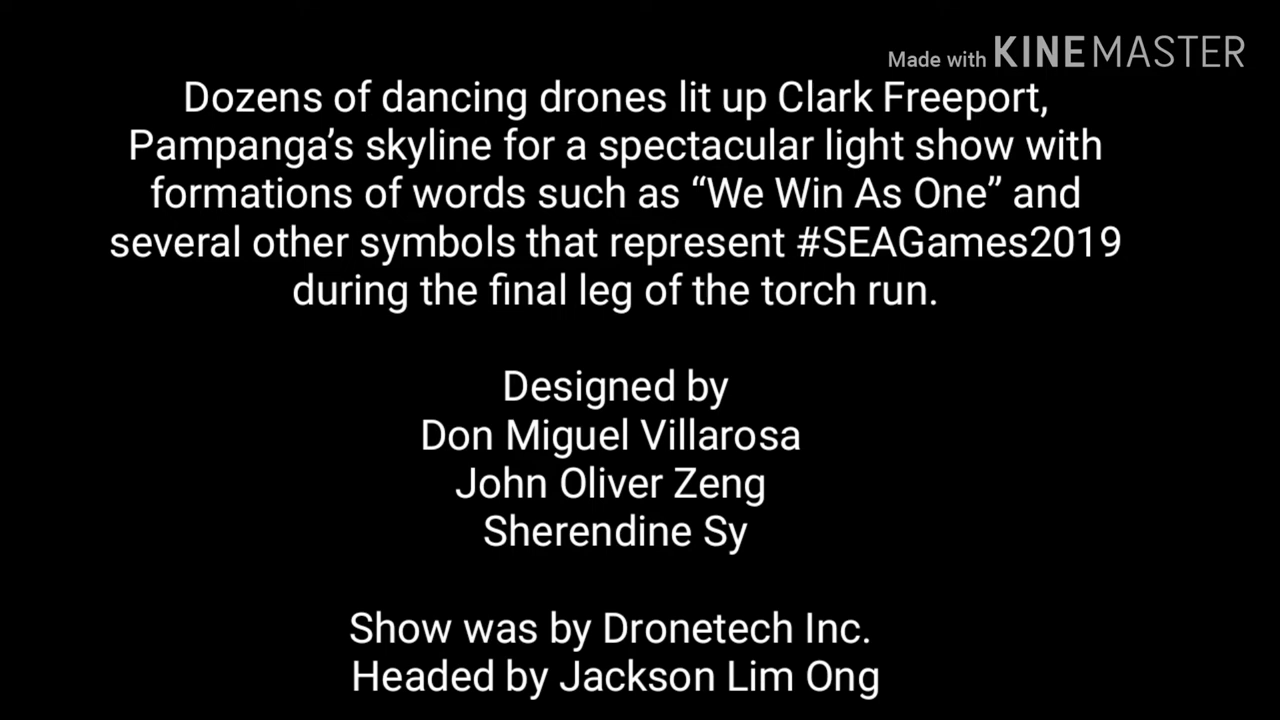 Made with KINEMASTER
Dozens of dancing drones lit up Clark Freeport,
Pampanga’s skyline for a spectacular light show with
formations of words such as “We Win As One” and
several other symbols that represent #SEAGames2019
during the final leg of the torch run.
Designed by
Don Miguel Villarosa
John Oliver Zeng
Sherendine Sy
Show was by Dronetech Inc.
Headed by Jackson Lim Ong